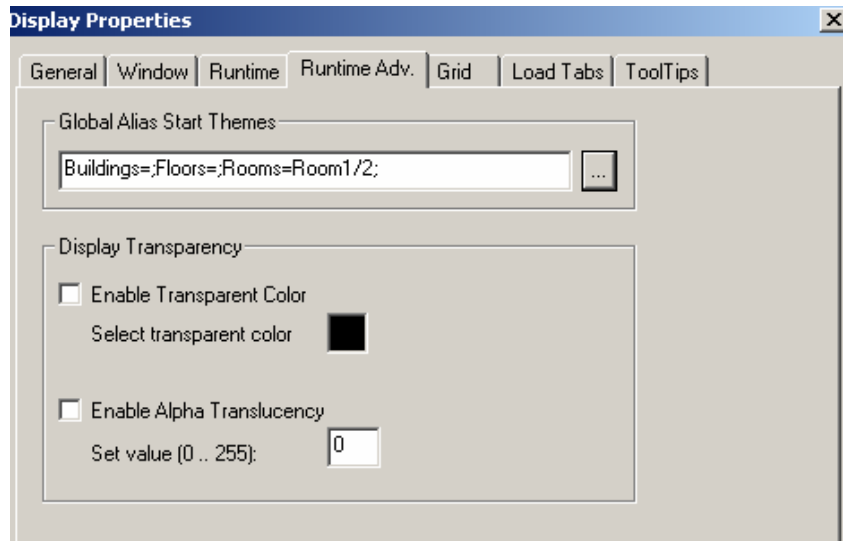 Display Properties
General Window Runtime Runtime Adv. Grid Load Tabs ToolTips
Global Alias Start Themes
Buildings=;Floors=;Rooms=Room1/2;
...
Display Transparency
Enable Transparent Color
Select transparent color
Enable Alpha Translucency
Set value (0 .. 255):
0